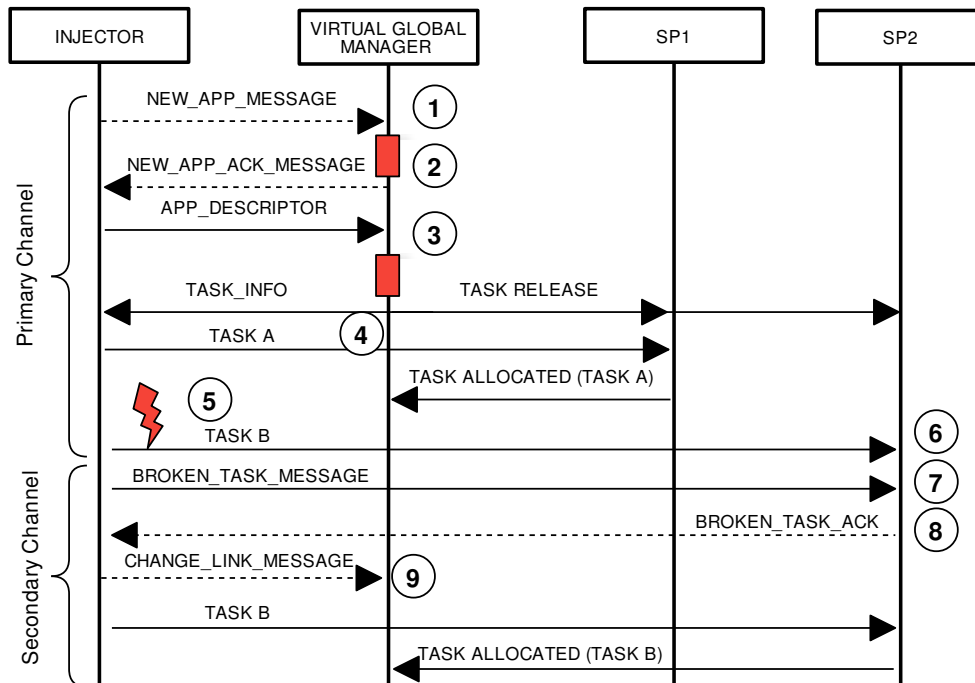 INJECTOR
VIRTUAL GLOBAL
MANAGER
SP1
SP2
Primary Channel
NEW_APP_MESSAGE
1
NEW_APP_ACK_MESSAGE
2
APP_DESCRIPTOR
3
TASK_INFO
TASK RELEASE
4
TASK A
TASK ALLOCATED (TASK A)
5
TASK B
6
Secondary Channel
BROKEN_TASK_MESSAGE
7
BROKEN_TASK_ACK
8
CHANGE_LINK_MESSAGE
9
TASK B
TASK ALLOCATED (TASK B)